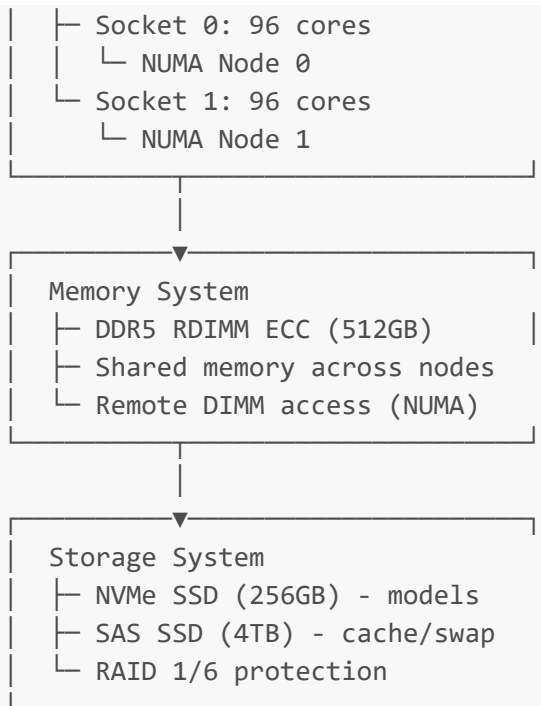 ├─ Socket 0: 96 cores
│ └─ NUMA Node 0
└─ Socket 1: 96 cores
└─ NUMA Node 1
Memory System
├─ DDR5 RDIMM ECC (512GB)
├─ Shared memory across nodes
└─ Remote DIMM access (NUMA)
Storage System
├─ NVMe SSD (256GB) - models
├─ SAS SSD (4TB) - cache/swap
└─ RAID 1/6 protection